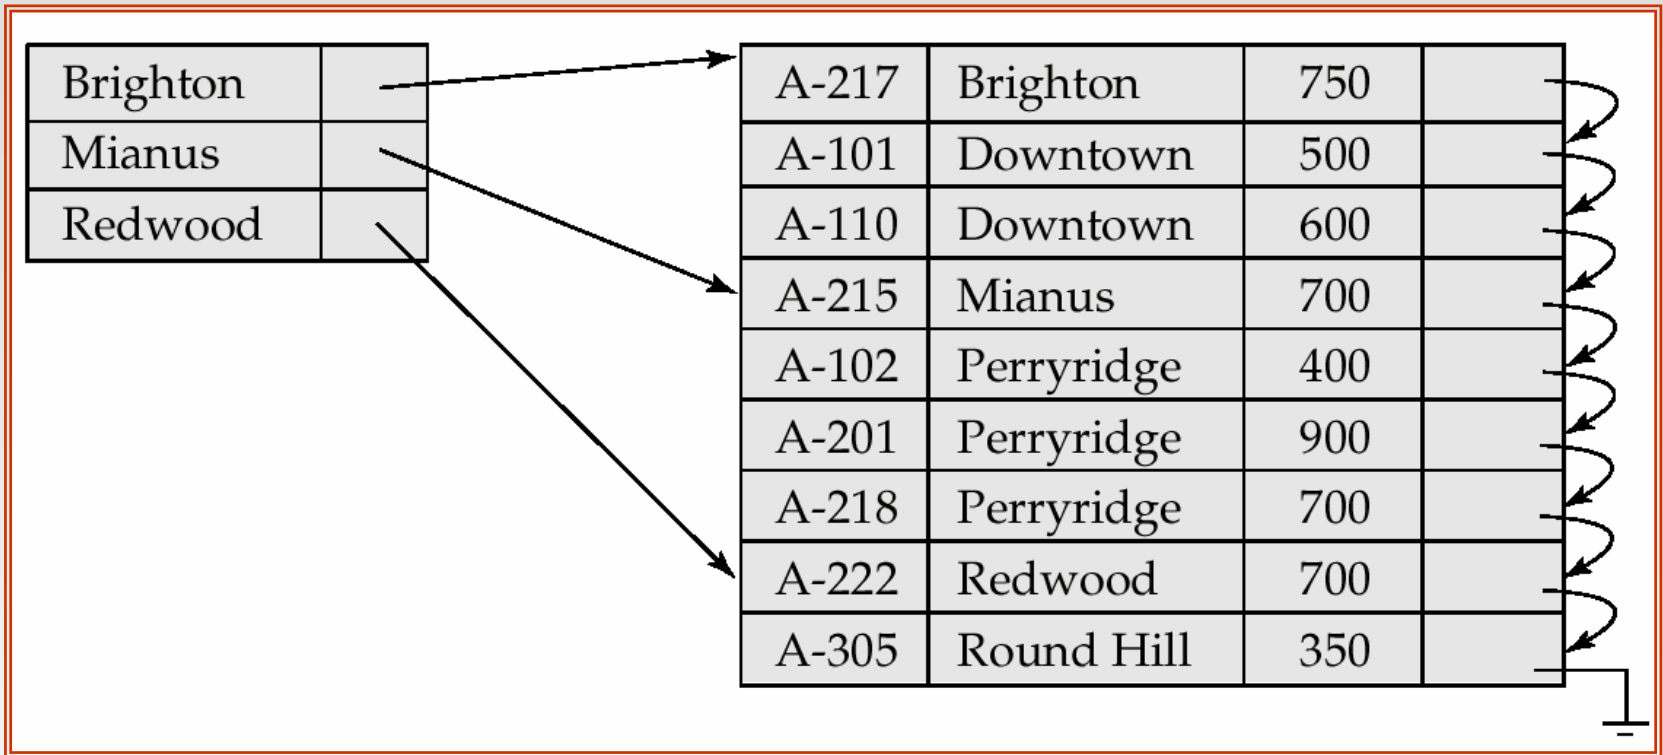 Brighton
Mianus
Redwood
A-217 Brighton 750
A-101 Downtown 500
A-110 Downtown 600
A-215 Mianus 700
A-102 Perryridge 400
A-201 Perryridge 900
A-218 Perryridge 700
A-222 Redwood 700
A-305 Round Hill 350